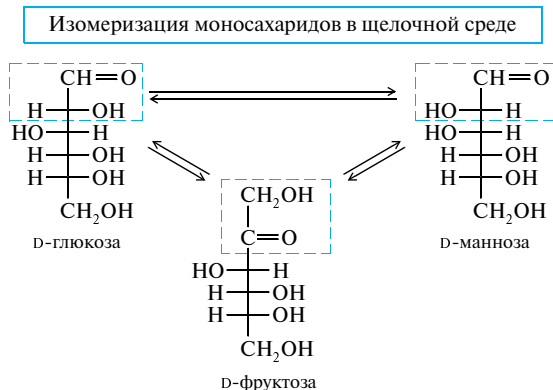 Изомеризация моносахаридов в щелочной среде
CH=O
H OH
HO H
H OH
H OH
CH₂OH
D-глюкоза
CH=O
HO H
HO H
H OH
H OH
CH₂OH
D-манноза
CH₂OH
C=O
HO H
H OH
H OH
CH₂OH
D-фруктоза